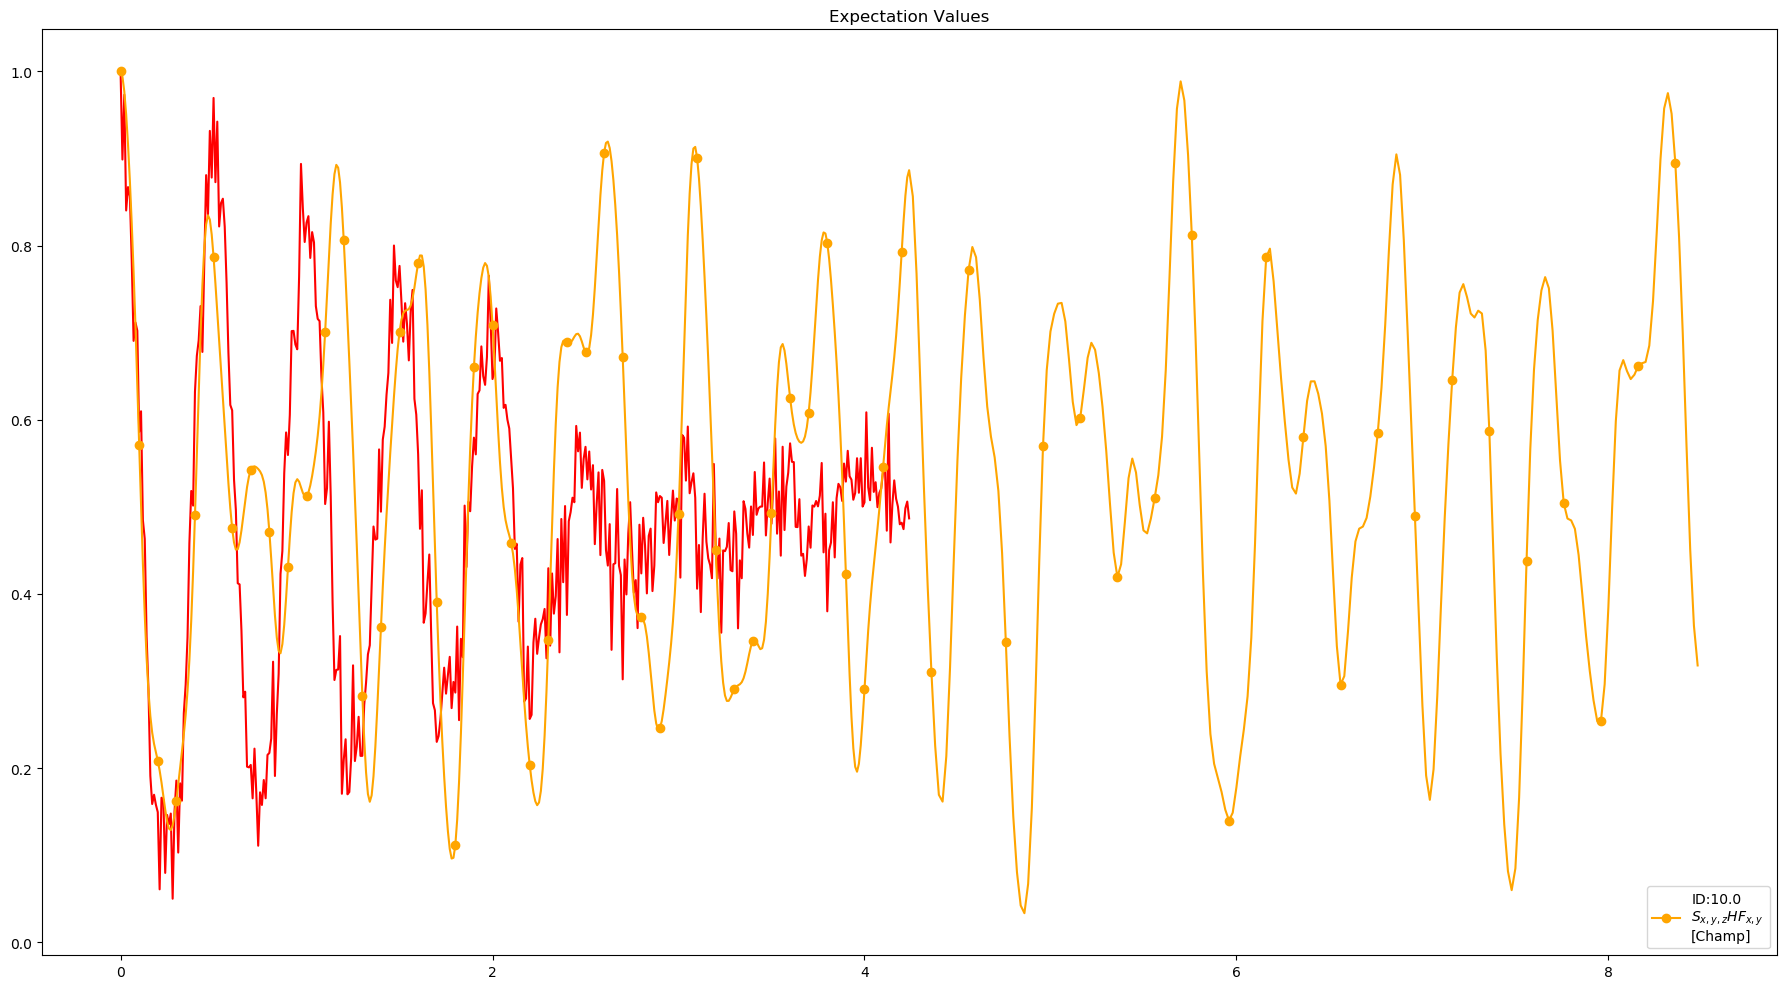 Expectation Values
1.0
0.8
0.6
0.4
0.2
0.0
0
2
4
6
8
ID:10.0
$S_{x,y,z}HF_{x,y}$
[Champ]